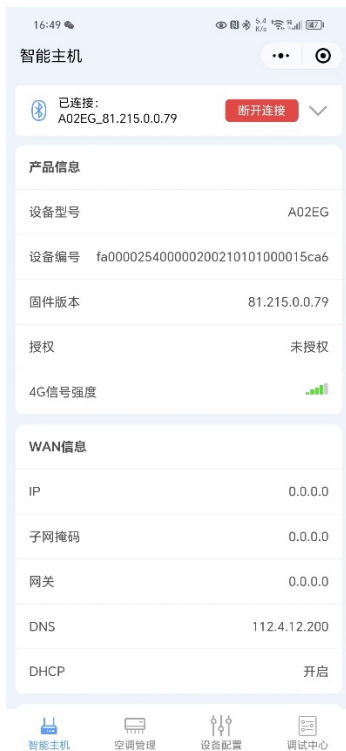 16:49
5.4 K/s
47
智能主机
已连接：
A02EG_81.215.0.0.79
断开连接
产品信息
设备型号 A02EG
设备编号 fa0000254000000200210101000015ca6
固件版本 81.215.0.0.79
授权 未授权
4G信号强度
WAN信息
IP 0.0.0.0
子网掩码 0.0.0.0
网关 0.0.0.0
DNS 112.4.12.200
DHCP 开启
智能主机 空调管理 设备配置 调试中心